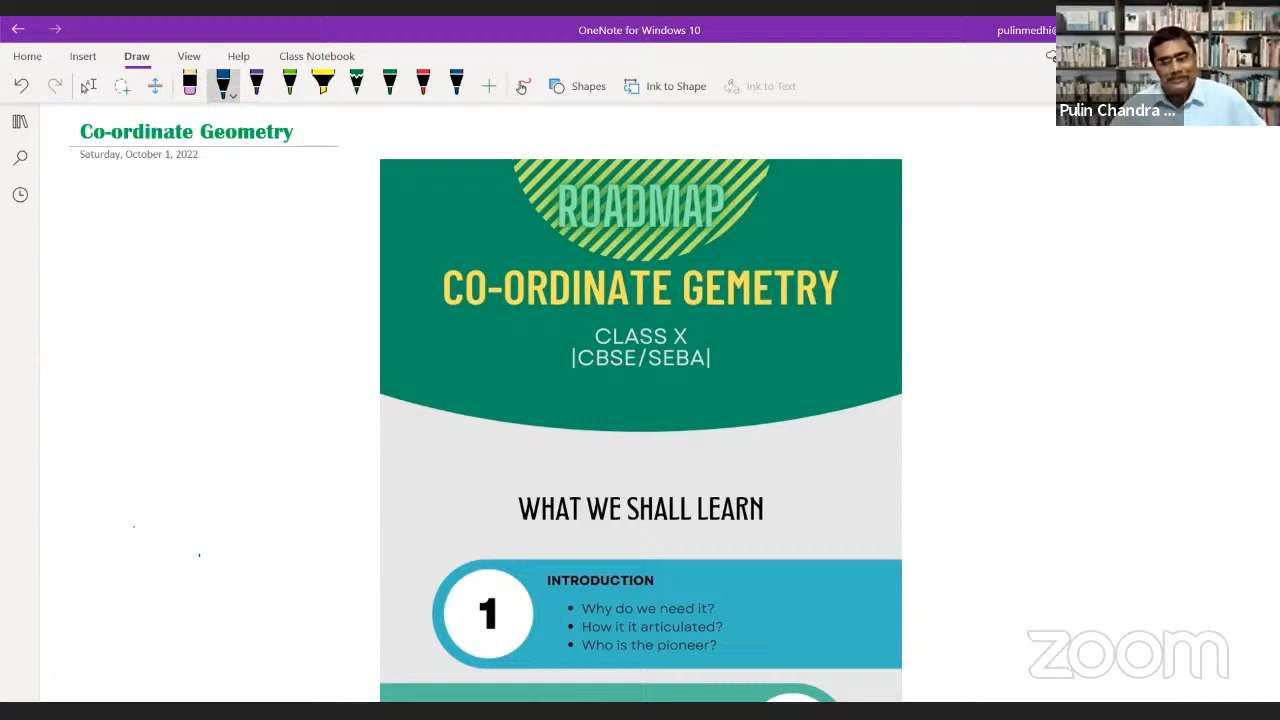 OneNote for Windows 10
pulinmedhi@
Home Insert Draw View Help Class Notebook
Shapes Ink to Shape Ink to Text
Pulin Chandra ...
Co-ordinate Geometry
Saturday, October 1, 2022
ROADMAP
CO-ORDINATE GEMETRY
CLASS X
|CBSE/SEBA|
WHAT WE SHALL LEARN
1
INTRODUCTION
• Why do we need it?
• How it it articulated?
• Who is the pioneer?
zoom